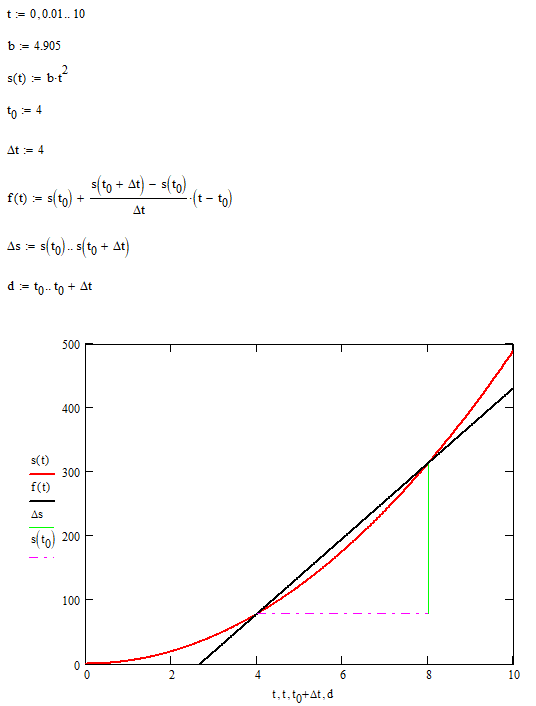 t := 0,0.01.. 10
b := 4.905
s(t) := b·t²
t₀ := 4
Δt := 4
f(t) := s(t₀) + (s(t₀ + Δt) − s(t₀))/Δt ·(t − t₀)
Δs := s(t₀).. s(t₀ + Δt)
d := t₀.. t₀ + Δt
500
400
300
200
100
0
s(t)
f(t)
Δs
s(t₀)
0 2 4 6 8 10
t, t, t₀+Δt, d